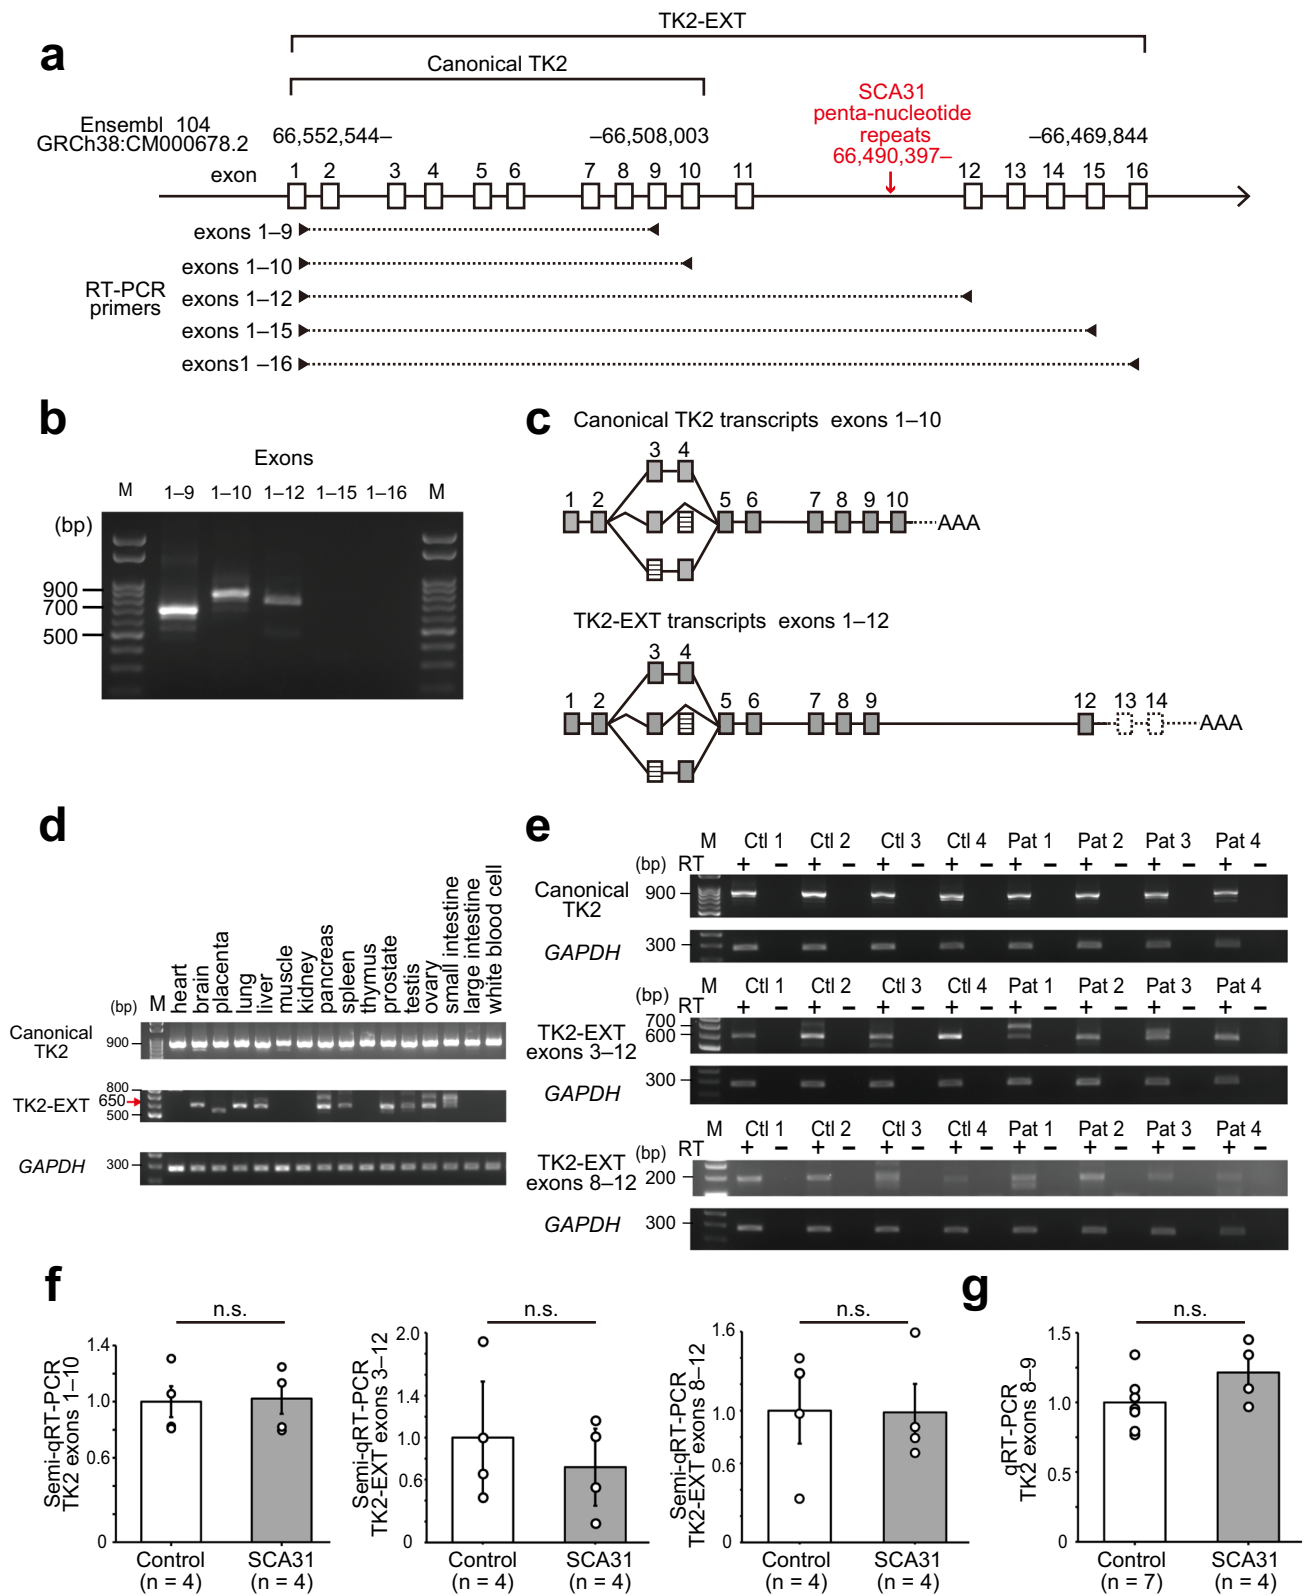 a
TK2-EXT
Canonical TK2
SCA31
penta-nucleotide
repeats
66,490,397–
Ensembl 104
GRCh38:CM000678.2
66,552,544–
–66,508,003
–66,469,844
exon
1 2 3 4 5 6 7 8 9 10 11 12 13 14 15 16
RT-PCR
primers
exons 1–9
exons 1–10
exons 1–12
exons 1–15
exons1 –16
b
Exons
M 1–9 1–10 1–12 1–15 1–16 M
(bp)
900
700
500
c
Canonical TK2 transcripts exons 1–10
3 4
1 2 5 6 7 8 9 10
AAA
TK2-EXT transcripts exons 1–12
3 4
1 2 5 6 7 8 9 12 13 14
AAA
d
(bp) M heart brain placenta lung liver muscle kidney pancreas spleen thymus prostate testis ovary small intestine large intestine white blood cell
Canonical
TK2
900
TK2-EXT
800
650
500
GAPDH
300
e
M Ctl 1 Ctl 2 Ctl 3 Ctl 4 Pat 1 Pat 2 Pat 3 Pat 4
(bp) RT + – + – + – + – + – + – + – + –
Canonical
TK2
900
GAPDH
300
M Ctl 1 Ctl 2 Ctl 3 Ctl 4 Pat 1 Pat 2 Pat 3 Pat 4
(bp)
RT + – + – + – + – + – + – + – + –
TK2-EXT
exons 3–12
700
600
GAPDH
300
M Ctl 1 Ctl 2 Ctl 3 Ctl 4 Pat 1 Pat 2 Pat 3 Pat 4
(bp) RT + – + – + – + – + – + – + – + –
TK2-EXT
exons 8–12
200
GAPDH
300
f
n.s.
Semi-qRT-PCR
TK2 exons 1–10
1.4
1.0
0.6
0
Control
(n = 4)
SCA31
(n = 4)
n.s.
Semi-qRT-PCR
TK2-EXT exons 3–12
2.0
1.4
1.0
0.6
0
Control
(n = 4)
SCA31
(n = 4)
n.s.
Semi-qRT-PCR
TK2-EXT exons 8–12
1.6
1.0
0.6
0
Control
(n = 4)
SCA31
(n = 4)
g
n.s.
qRT-PCR
TK2 exons 8–9
1.5
1.0
0.5
0
Control
(n = 7)
SCA31
(n = 4)